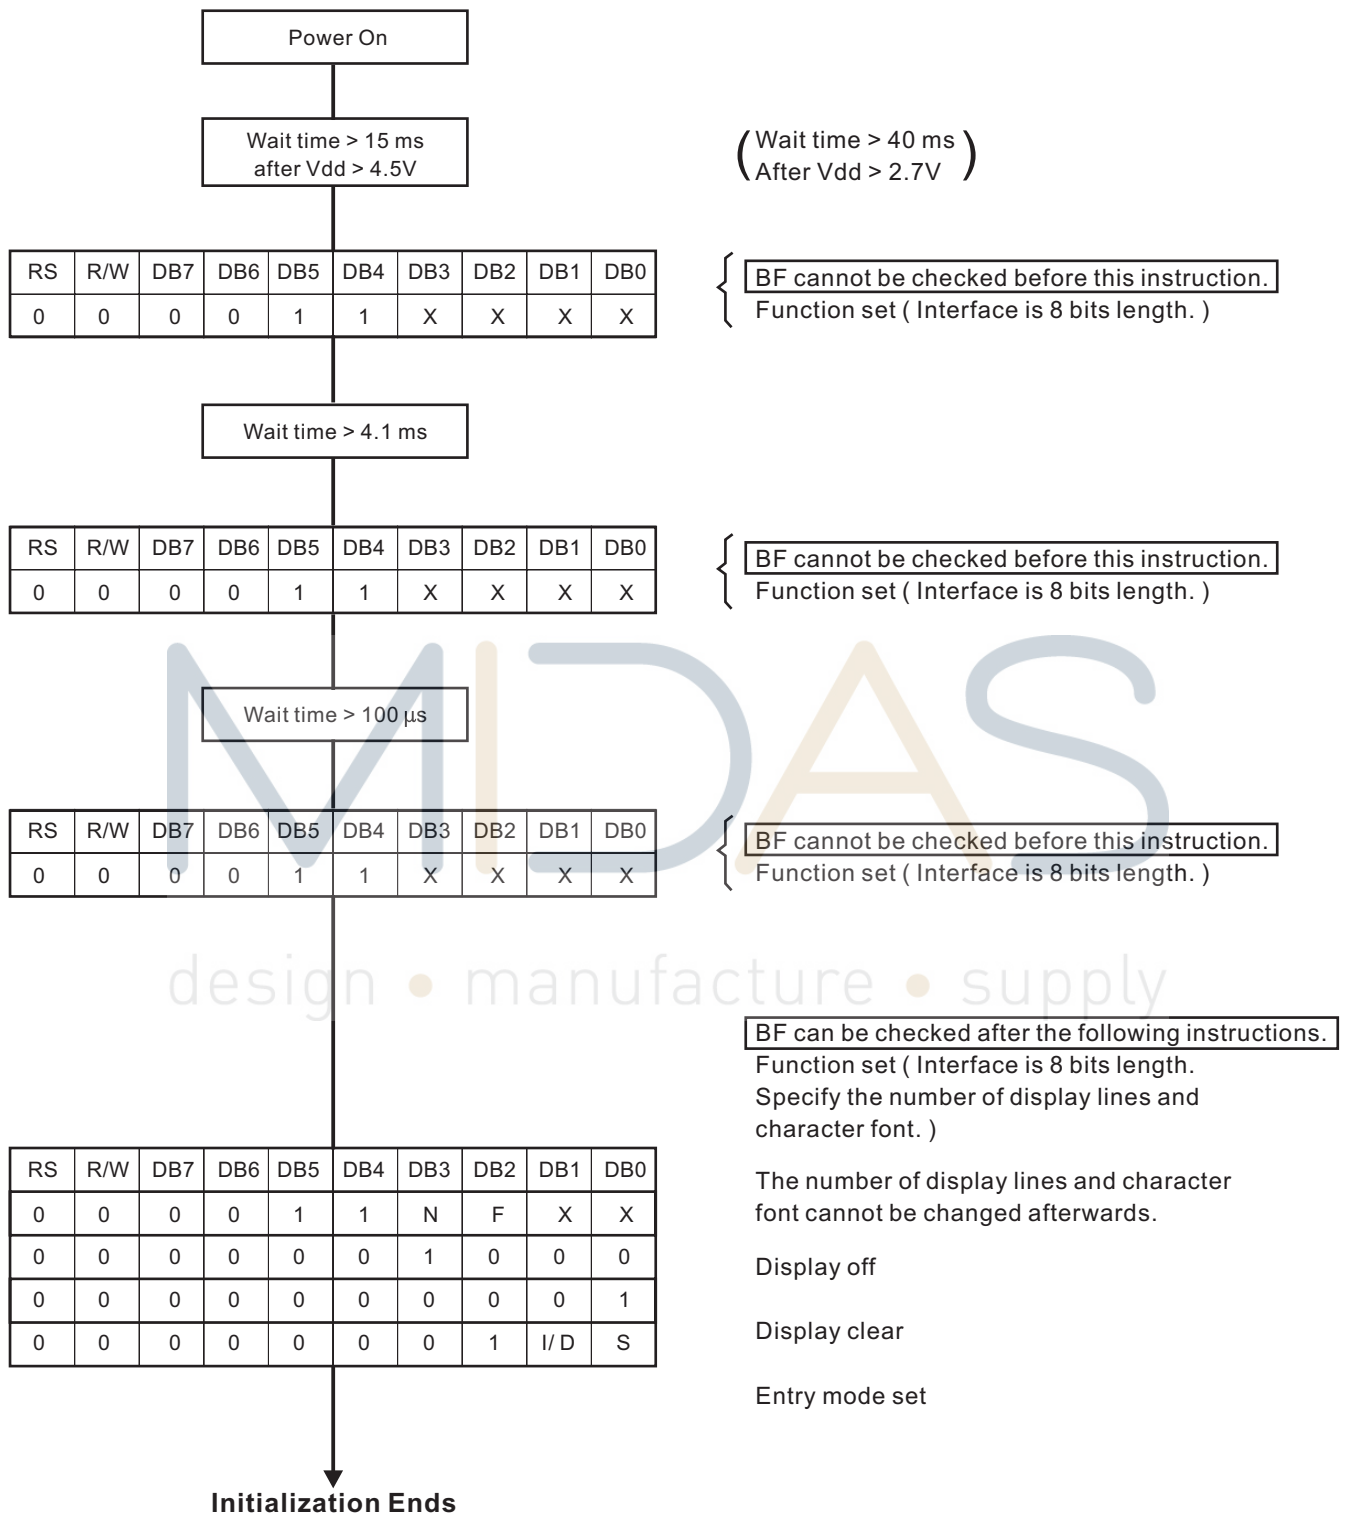 Power On
Wait time > 15 ms
after Vdd > 4.5V
(Wait time > 40 ms
After Vdd > 2.7V)
RS R/W DB7 DB6 DB5 DB4 DB3 DB2 DB1 DB0
0 0 0 0 1 1 X X X X
BF cannot be checked before this instruction.
Function set ( Interface is 8 bits length. )
Wait time > 4.1 ms
RS R/W DB7 DB6 DB5 DB4 DB3 DB2 DB1 DB0
0 0 0 0 1 1 X X X X
BF cannot be checked before this instruction.
Function set ( Interface is 8 bits length. )
MIDAS
Wait time > 100 µs
RS R/W DB7 DB6 DB5 DB4 DB3 DB2 DB1 DB0
0 0 0 0 1 1 X X X X
BF cannot be checked before this instruction.
Function set ( Interface is 8 bits length. )
design • manufacture • supply
BF can be checked after the following instructions.
Function set ( Interface is 8 bits length.
Specify the number of display lines and
character font. )
The number of display lines and character
font cannot be changed afterwards.
RS R/W DB7 DB6 DB5 DB4 DB3 DB2 DB1 DB0
0 0 0 0 1 1 N F X X
0 0 0 0 0 0 1 0 0 0
0 0 0 0 0 0 0 0 0 1
0 0 0 0 0 0 0 1 I/ D S
Display off
Display clear
Entry mode set
Initialization Ends